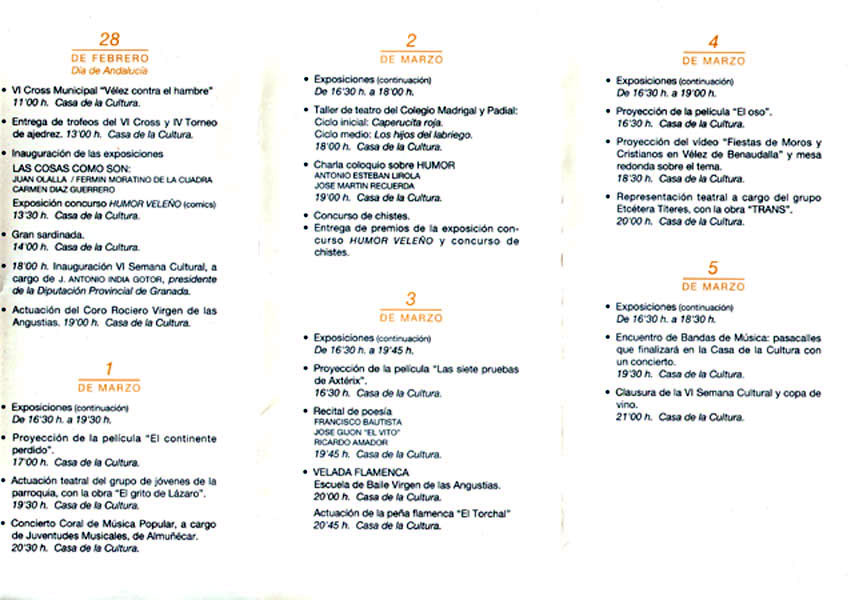 28
DE FEBRERO
Día de Andalucía
• VI Cross Municipal "Vélez contra el hambre"
11'00 h. Casa de la Cultura.
• Entrega de trofeos del VI Cross y IV Torneo
de ajedrez. 13'00 h. Casa de la Cultura.
• Inauguración de las exposiciones
LAS COSAS COMO SON:
JUAN OLALLA / FERMIN MORATINO DE LA CUADRA
CARMEN DIAZ GUERRERO
Exposición concurso HUMOR VELEÑO (comics)
13'30 h. Casa de la Cultura.
• Gran sardinada.
14'00 h. Casa de la Cultura.
• 18'00 h. Inauguración VI Semana Cultural, a
cargo de J. ANTONIO INDIA GOTOR, presidente
de la Diputación Provincial de Granada.
• Actuación del Coro Rociero Virgen de las
Angustias. 19'00 h. Casa de la Cultura.
1
DE MARZO
• Exposiciones (continuación)
De 16'30 h. a 19'30 h.
• Proyección de la película "El continente
perdido".
17'00 h. Casa de la Cultura.
• Actuación teatral del grupo de jóvenes de la
parroquia, con la obra "El grito de Lázaro".
19'30 h. Casa de la Cultura.
• Concierto Coral de Música Popular, a cargo
de Juventudes Musicales, de Almuñécar.
20'30 h. Casa de la Cultura.
2
DE MARZO
• Exposiciones (continuación)
De 16'30 h. a 18'00 h.
• Taller de teatro del Colegio Madrigal y Padial:
Ciclo inicial: Caperucita roja.
Ciclo medio: Los hijos del labriego.
18'00 h. Casa de la Cultura.
• Charla coloquio sobre HUMOR
ANTONIO ESTEBAN LIROLA
JOSE MARTIN RECUERDA
19'00 h. Casa de la Cultura.
• Concurso de chistes.
• Entrega de premios de la exposición con-
curso HUMOR VELEÑO y concurso de
chistes.
3
DE MARZO
• Exposiciones (continuación)
De 16'30 h. a 19'45 h.
• Proyección de la película "Las siete pruebas
de Axtérix".
16'30 h. Casa de la Cultura.
• Recital de poesía
FRANCISCO BAUTISTA
JOSE GIJON "EL VITO"
RICARDO AMADOR
19'45 h. Casa de la Cultura.
• VELADA FLAMENCA
Escuela de Baile Virgen de las Angustias.
20'00 h. Casa de la Cultura.
Actuación de la peña flamenca "El Torchal"
20'45 h. Casa de la Cultura.
4
DE MARZO
• Exposiciones (continuación)
De 16'30 h. a 19'00 h.
• Proyección de la película "El oso".
16'30 h. Casa de la Cultura.
• Proyección del vídeo "Fiestas de Moros y
Cristianos en Vélez de Benaudalla" y mesa
redonda sobre el tema.
18'30 h. Casa de la Cultura.
• Representación teatral a cargo del grupo
Etcétera Títeres, con la obra "TRANS".
20'00 h. Casa de la Cultura.
5
DE MARZO
• Exposiciones (continuación)
De 16'30 h. a 18'30 h.
• Encuentro de Bandas de Música: pasacalles
que finalizará en la Casa de la Cultura con
un concierto.
19'30 h. Casa de la Cultura.
• Clausura de la VI Semana Cultural y copa de
vino.
21'00 h. Casa de la Cultura.